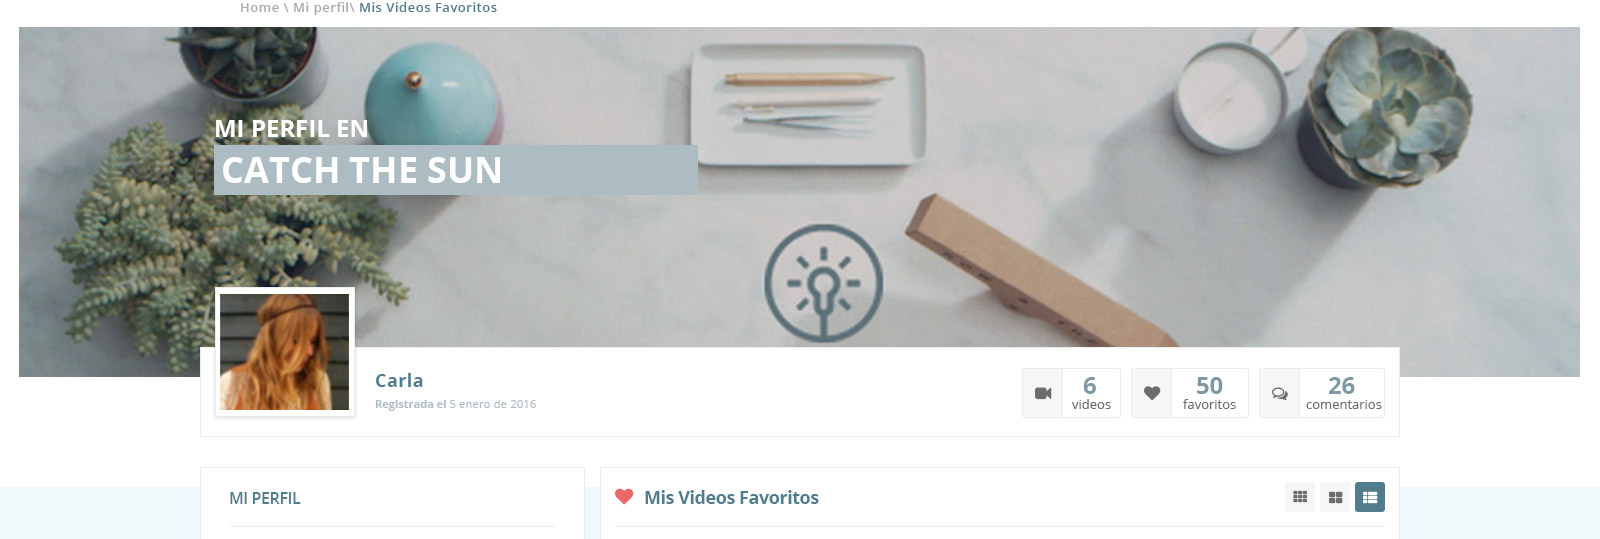 Home \ Mi perfil\ Mis Videos Favoritos
MI PERFIL EN
CATCH THE SUN
Carla
Registrada el 5 enero de 2016
6
videos
50
favoritos
26
comentarios
MI PERFIL
Mis Videos Favoritos